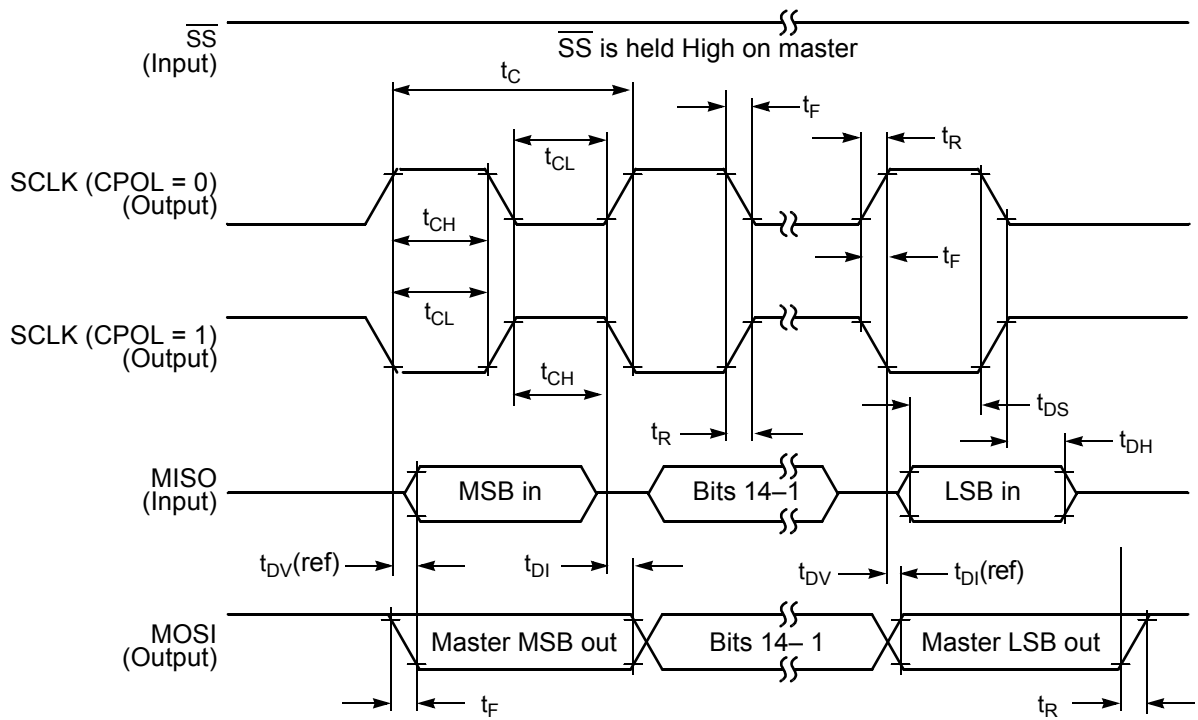 SS
(Input)
SS is held High on master
tC
tF
tR
tCL
SCLK (CPOL = 0)
(Output)
tCH
tF
tCL
SCLK (CPOL = 1)
(Output)
tCH
tDS
tR
tDH
MISO
(Input)
MSB in
Bits 14–1
LSB in
tDV(ref)
tDI
tDV
tDI(ref)
MOSI
(Output)
Master MSB out
Bits 14– 1
Master LSB out
tF
tR